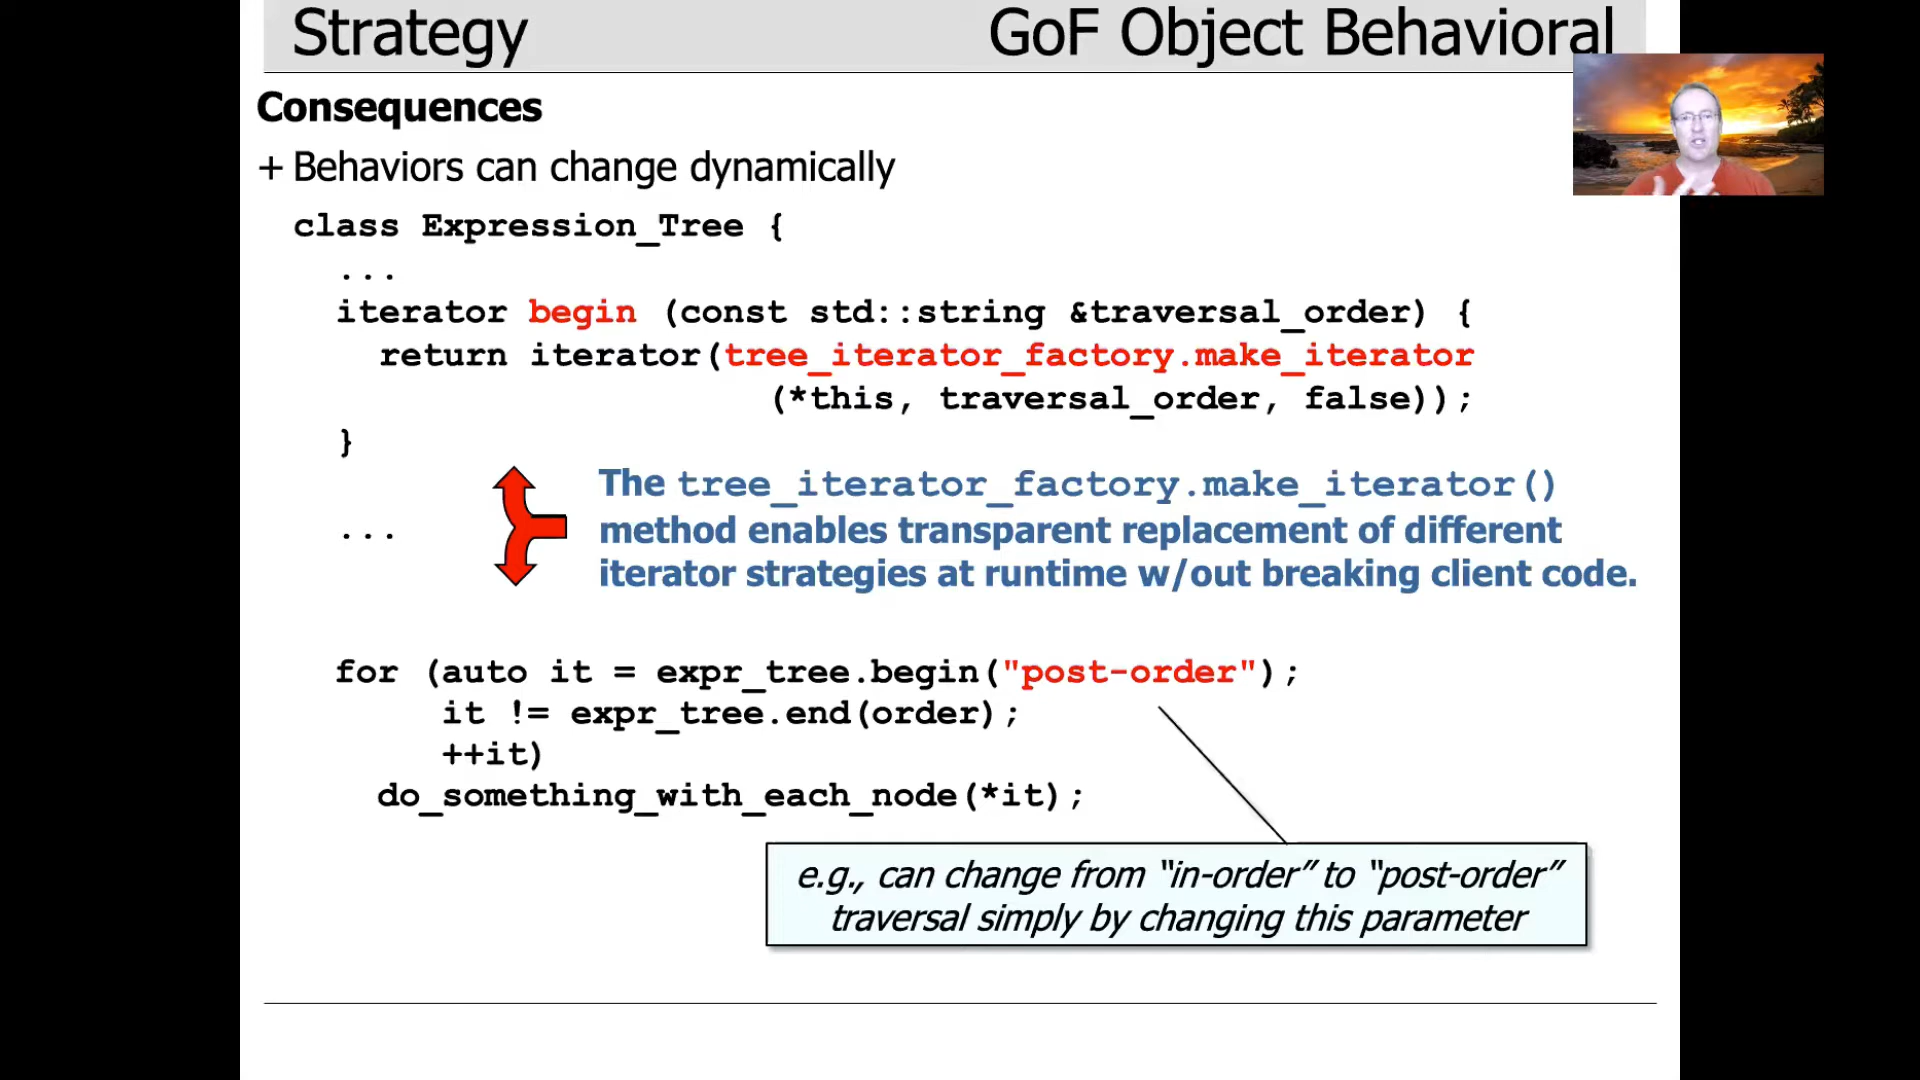 Strategy GoF Object Behavioral
Consequences
+ Behaviors can change dynamically
class Expression_Tree {
...
iterator begin (const std::string &traversal_order) {
return iterator(tree_iterator_factory.make_iterator
(*this, traversal_order, false));
}
The tree_iterator_factory.make_iterator()
method enables transparent replacement of different
...
iterator strategies at runtime w/out breaking client code.
for (auto it = expr_tree.begin("post-order");
it != expr_tree.end(order);
++it)
do_something_with_each_node(*it);
e.g., can change from “in-order” to “post-order”
traversal simply by changing this parameter